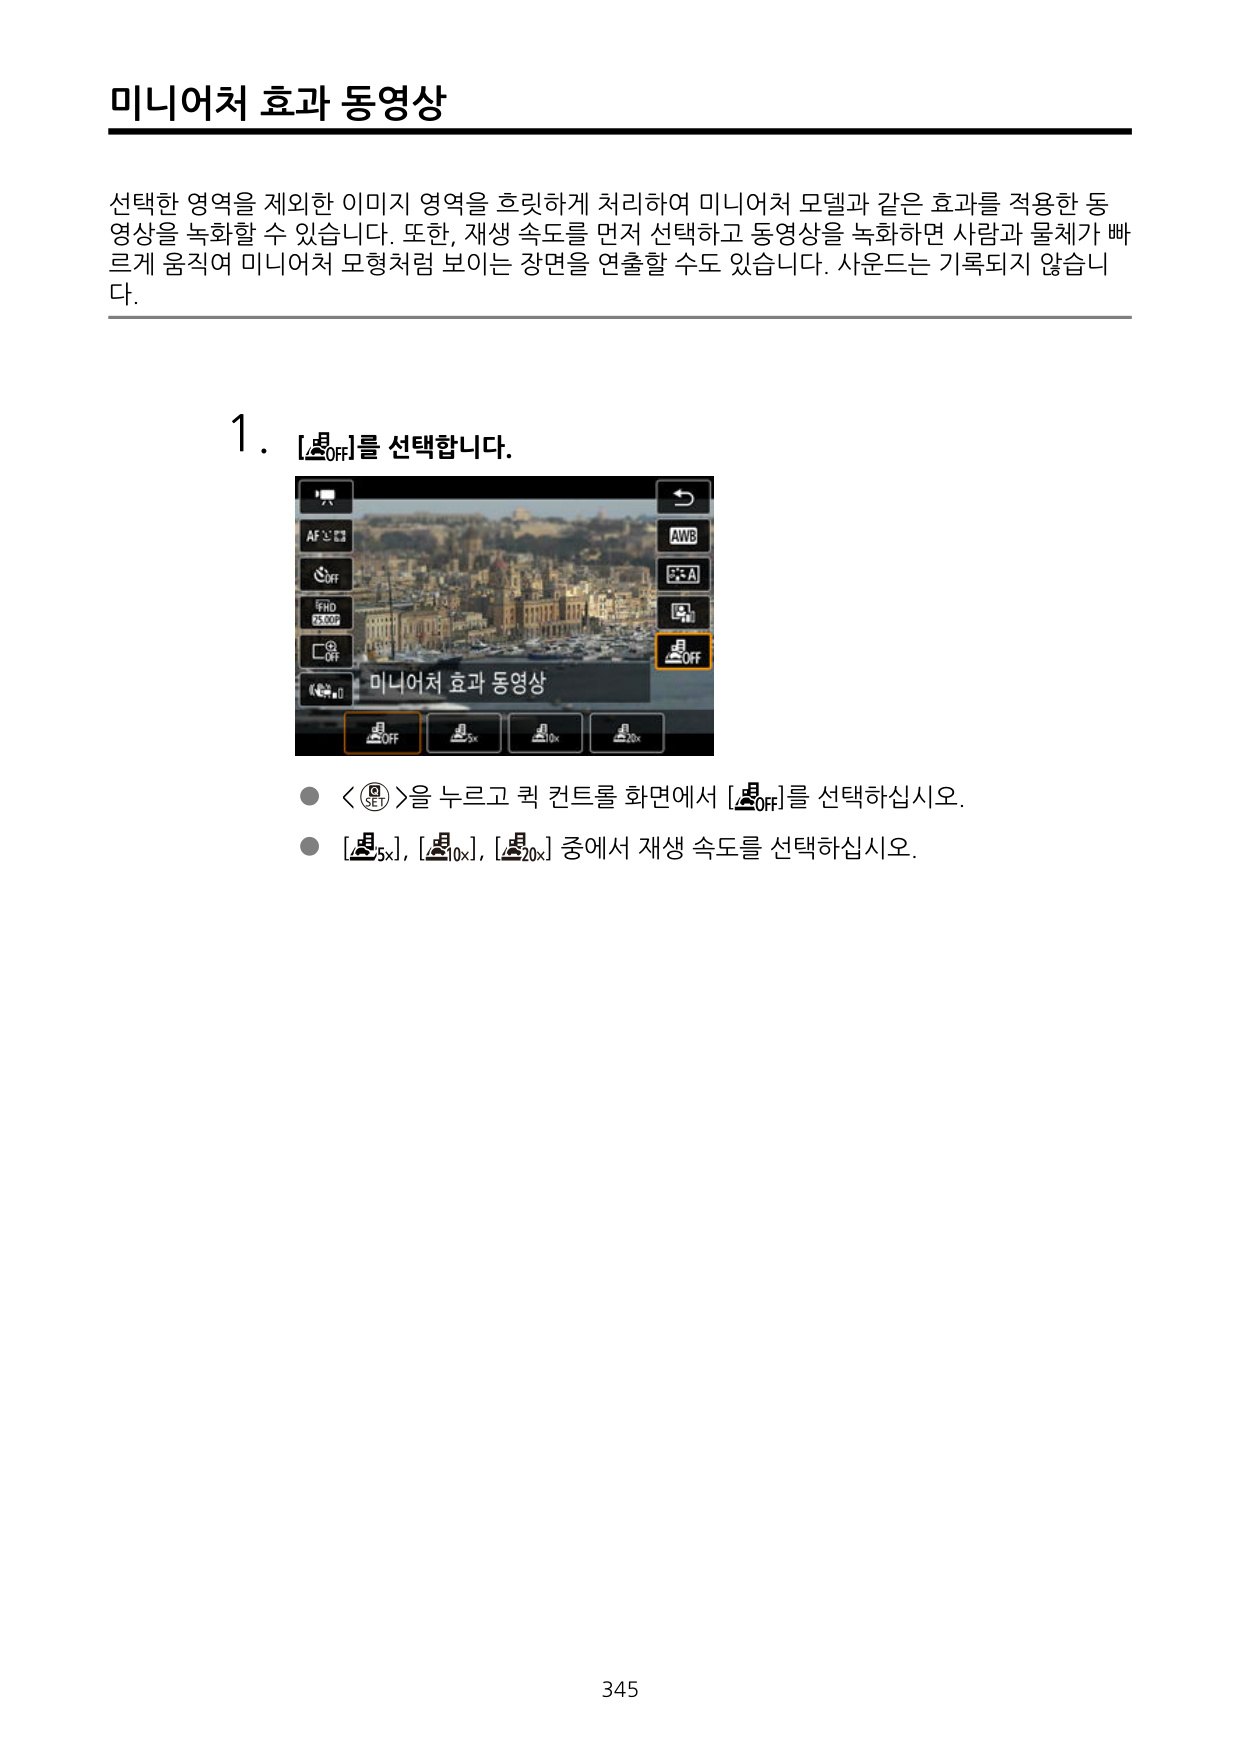 미니어처 효과 동영상
선택한 영역을 제외한 이미지 영역을 흐릿하게 처리하여 미니어처 모델과 같은 효과를 적용한 동
영상을 녹화할 수 있습니다. 또한, 재생 속도를 먼저 선택하고 동영상을 녹화하면 사람과 물체가 빠
르게 움직여 미니어처 모형처럼 보이는 장면을 연출할 수도 있습니다. 사운드는 기록되지 않습니
다.
1. [OFF]를 선택합니다.
AF
AWB
OFF
A
FHD
25.00P
OFF
OFF
미니어처 효과 동영상
OFF 5x 10x 20x
● <Q SET>을 누르고 퀵 컨트롤 화면에서 [OFF]를 선택하십시오.
● [5x], [10x], [20x] 중에서 재생 속도를 선택하십시오.
345